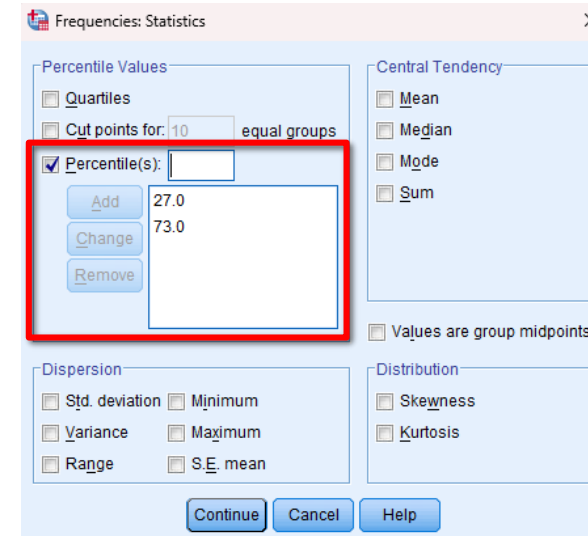 Frequencies: Statistics
Percentile Values
Quartiles
Cut points for: 10 equal groups
Percentile(s):
Add
Change
Remove
27.0
73.0
Central Tendency
Mean
Median
Mode
Sum
Values are group midpoints
Dispersion
Std. deviation Minimum
Variance Maximum
Range S.E. mean
Distribution
Skewness
Kurtosis
Continue Cancel Help